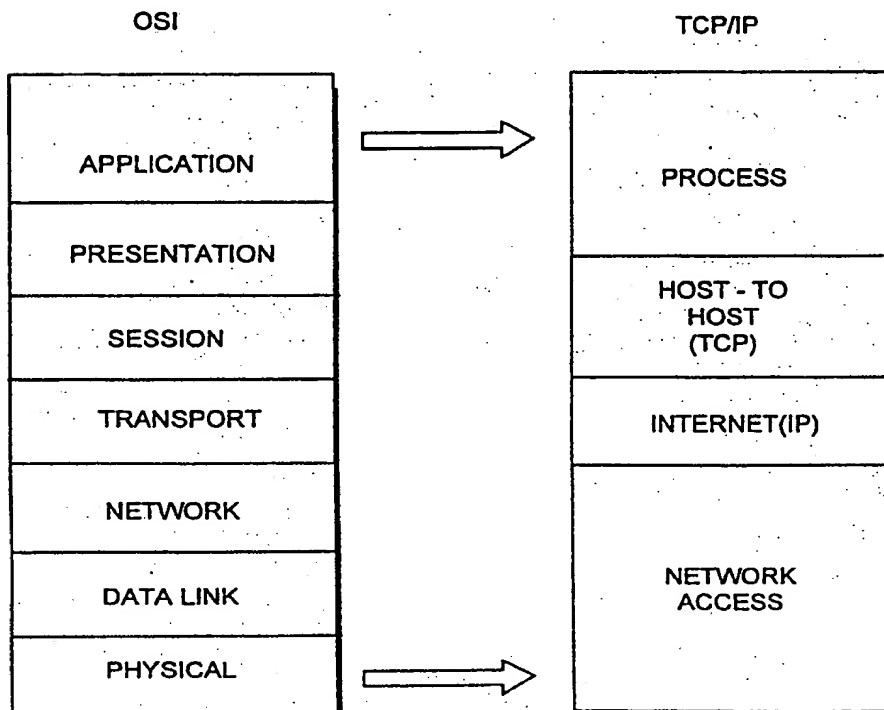 OSI
TCP/IP
APPLICATION
PRESENTATION
SESSION
TRANSPORT
NETWORK
DATA LINK
PHYSICAL
PROCESS
HOST - TO
HOST
(TCP)
INTERNET(IP)
NETWORK
ACCESS